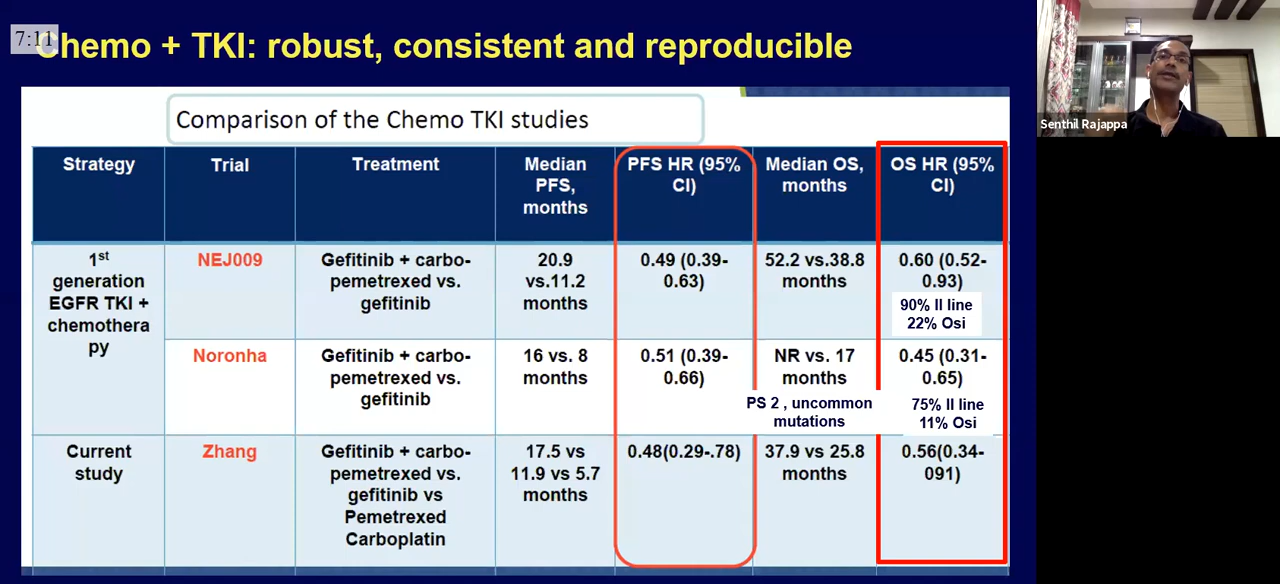 7:11
Chemo + TKI: robust, consistent and reproducible
Senthil Rajappa
Comparison of the Chemo TKI studies
Strategy
Trial
Treatment
Median
PFS,
months
PFS HR (95%
CI)
Median OS,
months
OS HR (95%
CI)
1st
generation
EGFR TKI +
chemothera
py
NEJ009
Gefitinib + carbo-
pemetrexed vs.
gefitinib
20.9
vs.11.2
months
0.49 (0.39-
0.63)
52.2 vs.38.8
months
0.60 (0.52-
0.93)
90% II line
22% Osi
Noronha
Gefitinib + carbo-
pemetrexed vs.
gefitinib
16 vs. 8
months
0.51 (0.39-
0.66)
NR vs. 17
months
PS 2 , uncommon
mutations
0.45 (0.31-
0.65)
75% II line
11% Osi
Current
study
Zhang
Gefitinib + carbo-
pemetrexed vs.
gefitinib vs
Pemetrexed
Carboplatin
17.5 vs
11.9 vs 5.7
months
0.48(0.29-.78)
37.9 vs 25.8
months
0.56(0.34-
091)